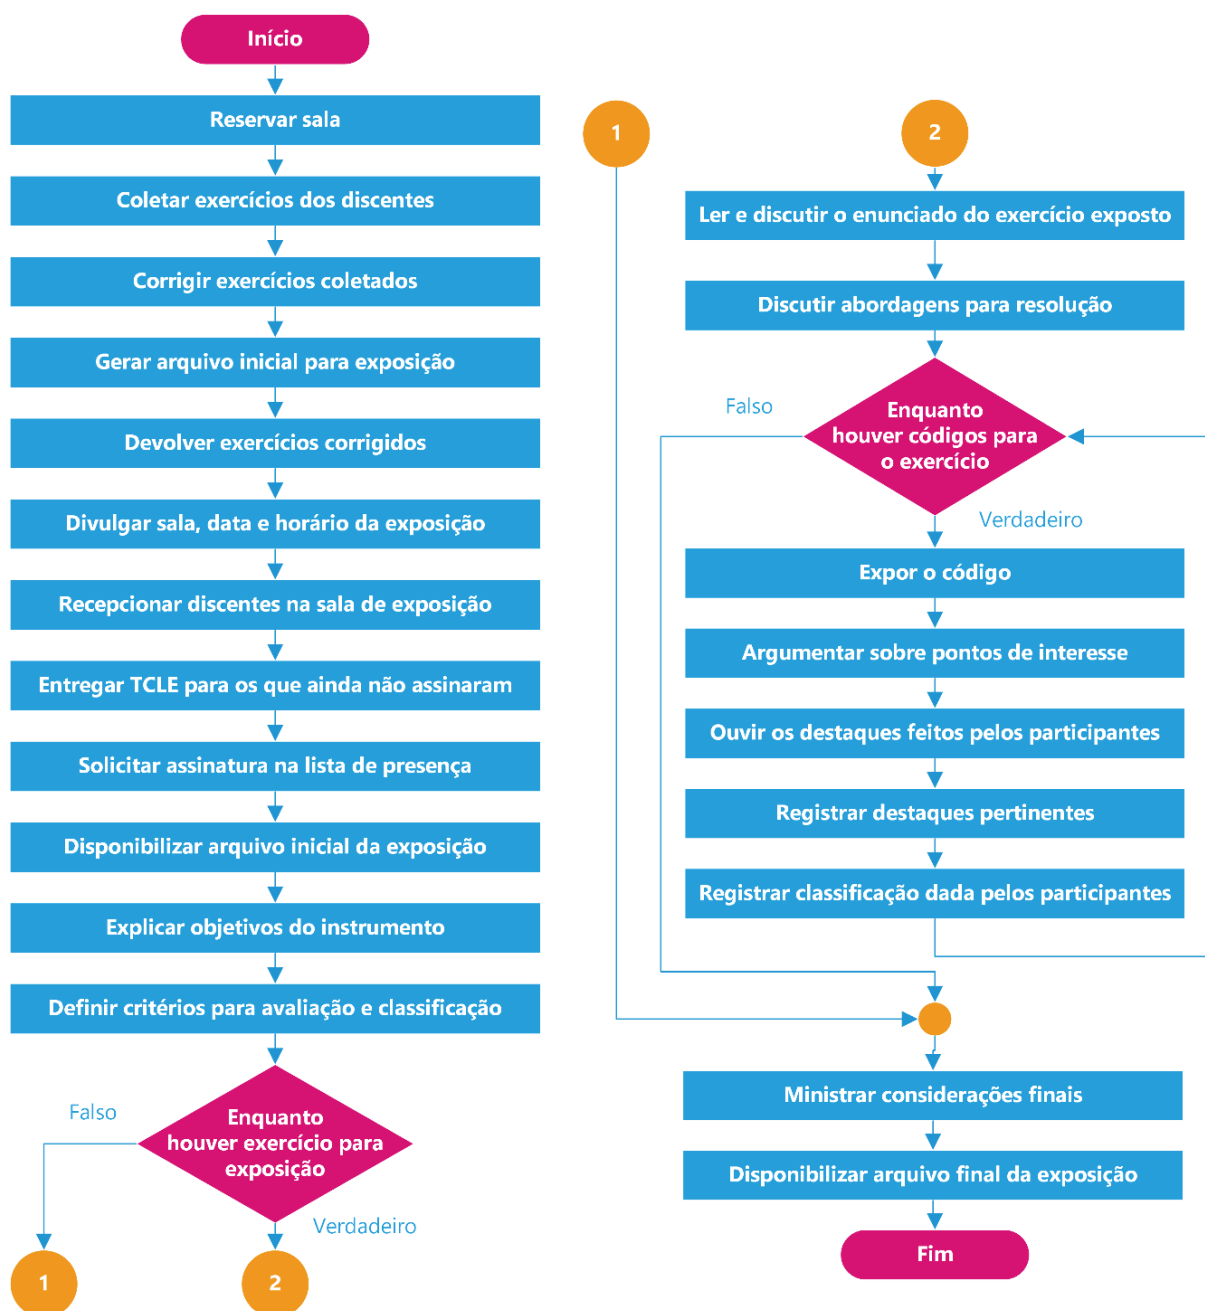 Início
Reservar sala
Coletar exercícios dos discentes
Corrigir exercícios coletados
Gerar arquivo inicial para exposição
Devolver exercícios corrigidos
Divulgar sala, data e horário da exposição
Recepcionar discentes na sala de exposição
Entregar TCLE para os que ainda não assinaram
Solicitar assinatura na lista de presença
Disponibilizar arquivo inicial da exposição
Explicar objetivos do instrumento
Definir critérios para avaliação e classificação
Falso
Enquanto
houver exercício para
exposição
Verdadeiro
1
2
1
2
Ler e discutir o enunciado do exercício exposto
Discutir abordagens para resolução
Falso
Enquanto
houver códigos para
o exercício
Verdadeiro
Expor o código
Argumentar sobre pontos de interesse
Ouvir os destaques feitos pelos participantes
Registrar destaques pertinentes
Registrar classificação dada pelos participantes
Ministrar considerações finais
Disponibilizar arquivo final da exposição
Fim